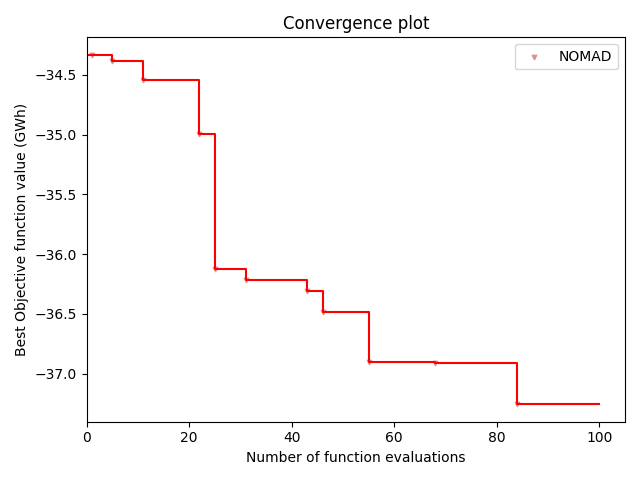 Convergence plot
NOMAD
Best Objective function value (GWh)
−34.5
−35.0
−35.5
−36.0
−36.5
−37.0
0 20 40 60 80 100
Number of function evaluations